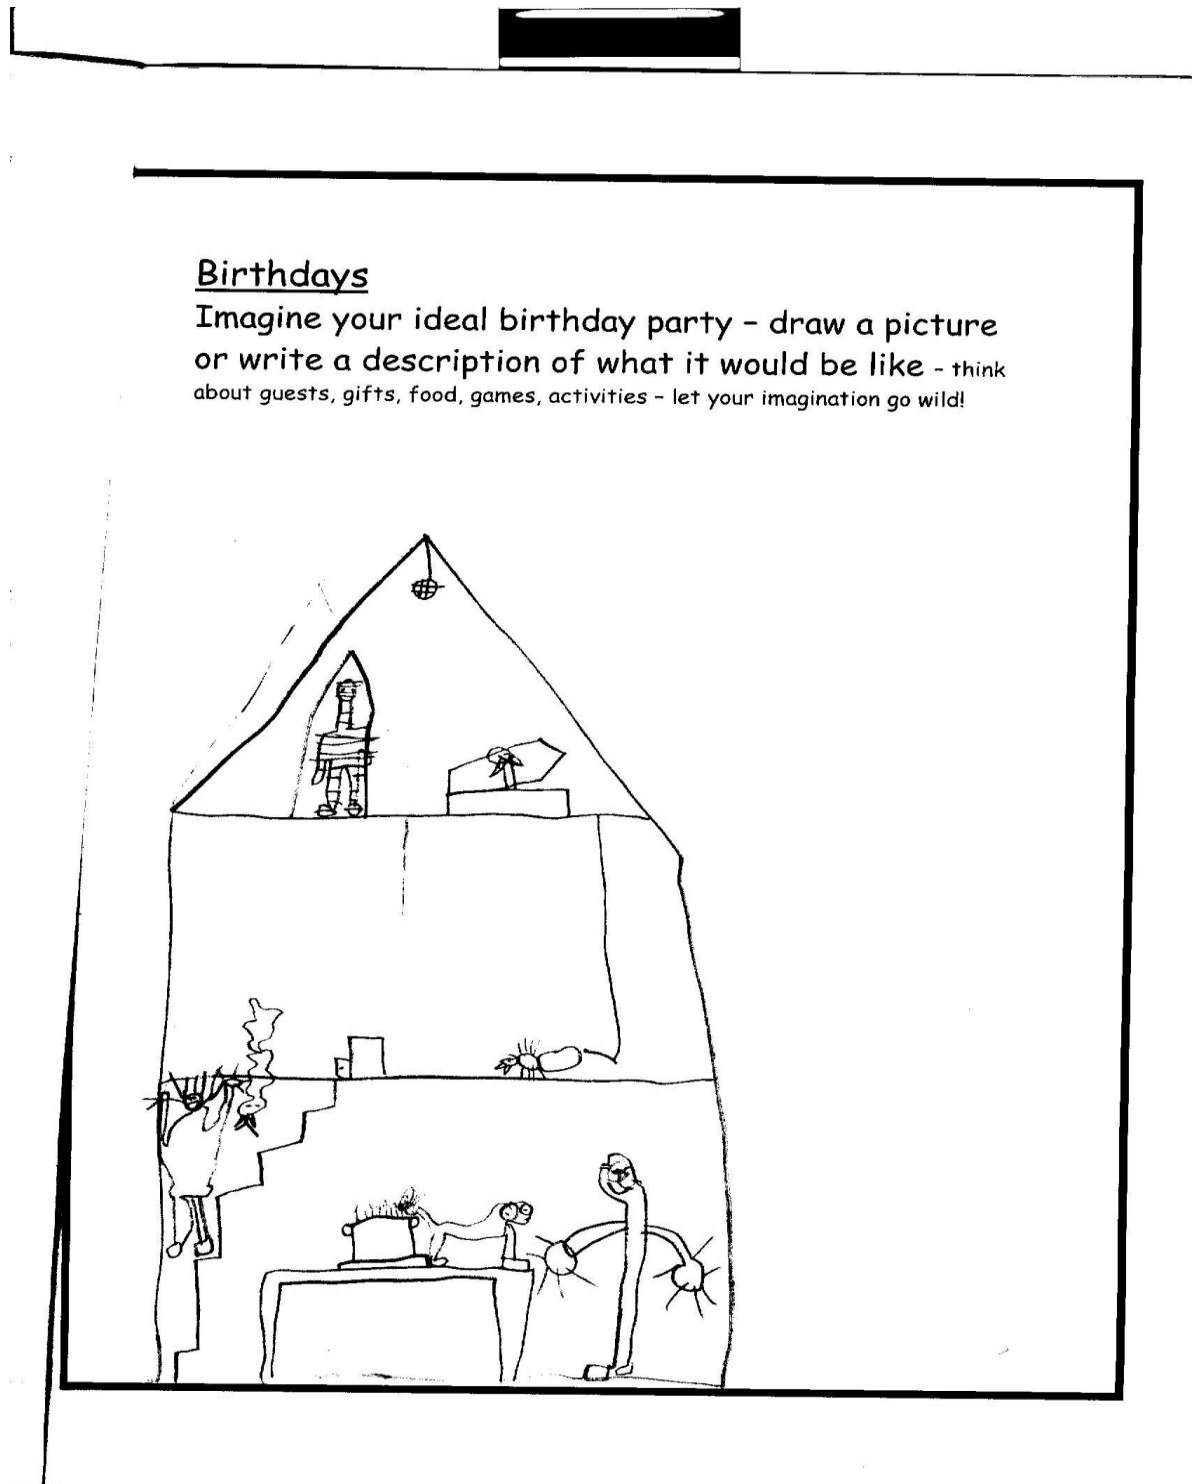 Birthdays
Imagine your ideal birthday party – draw a picture
or write a description of what it would be like – think
about guests, gifts, food, games, activities – let your imagination go wild!